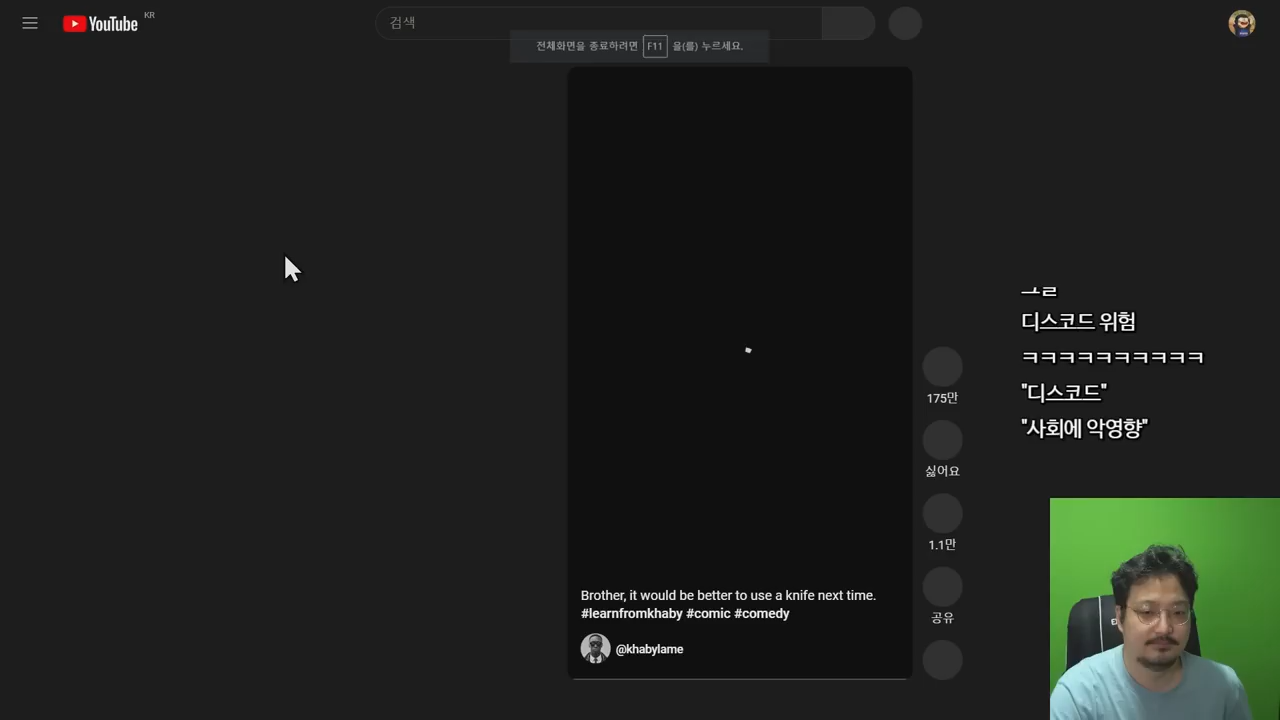 YouTube KR
검색
전체화면을 종료하려면 F11 을(를) 누르세요.
디스코드 위험
ㅋㅋㅋㅋㅋㅋㅋㅋㅋㅋ
"디스코드"
"사회에 악영향"
175만
싫어요
1.1만
공유
Brother, it would be better to use a knife next time.
#learnfromkhaby #comic #comedy
@khabylame